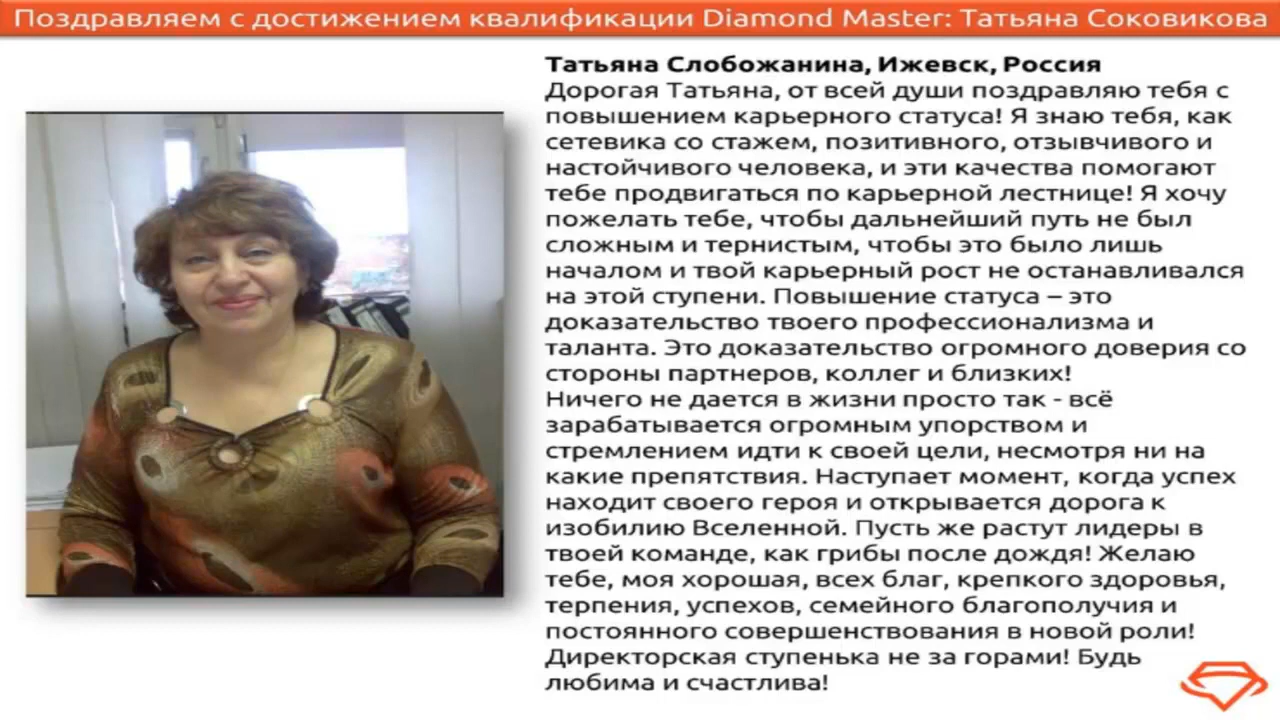 Поздравляем с достижением квалификации Diamond Master: Татьяна Соковикова
Татьяна Слобожанина, Ижевск, Россия
Дорогая Татьяна, от всей души поздравляю тебя с
повышением карьерного статуса! Я знаю тебя, как
сетевика со стажем, позитивного, отзывчивого и
настойчивого человека, и эти качества помогают
тебе продвигаться по карьерной лестнице! Я хочу
пожелать тебе, чтобы дальнейший путь не был
сложным и тернистым, чтобы это было лишь
началом и твой карьерный рост не останавливался
на этой ступени. Повышение статуса – это
доказательство твоего профессионализма и
таланта. Это доказательство огромного доверия со
стороны партнеров, коллег и близких!
Ничего не дается в жизни просто так - всё
зарабатывается огромным упорством и
стремлением идти к своей цели, несмотря ни на
какие препятствия. Наступает момент, когда успех
находит своего героя и открывается дорога к
изобилию Вселенной. Пусть же растут лидеры в
твоей команде, как грибы после дождя! Желаю
тебе, моя хорошая, всех благ, крепкого здоровья,
терпения, успехов, семейного благополучия и
постоянного совершенствования в новой роли!
Директорская ступенька не за горами! Будь
любима и счастлива!